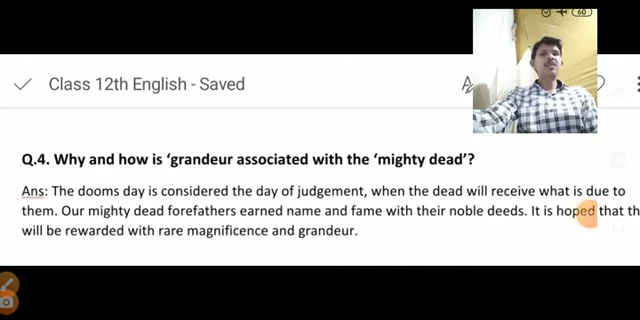 60
Class 12th English - Saved
Q.4. Why and how is ‘grandeur associated with the ‘mighty dead’?
Ans: The dooms day is considered the day of judgement, when the dead will receive what is due to
them. Our mighty dead forefathers earned name and fame with their noble deeds. It is hoped that th
will be rewarded with rare magnificence and grandeur.